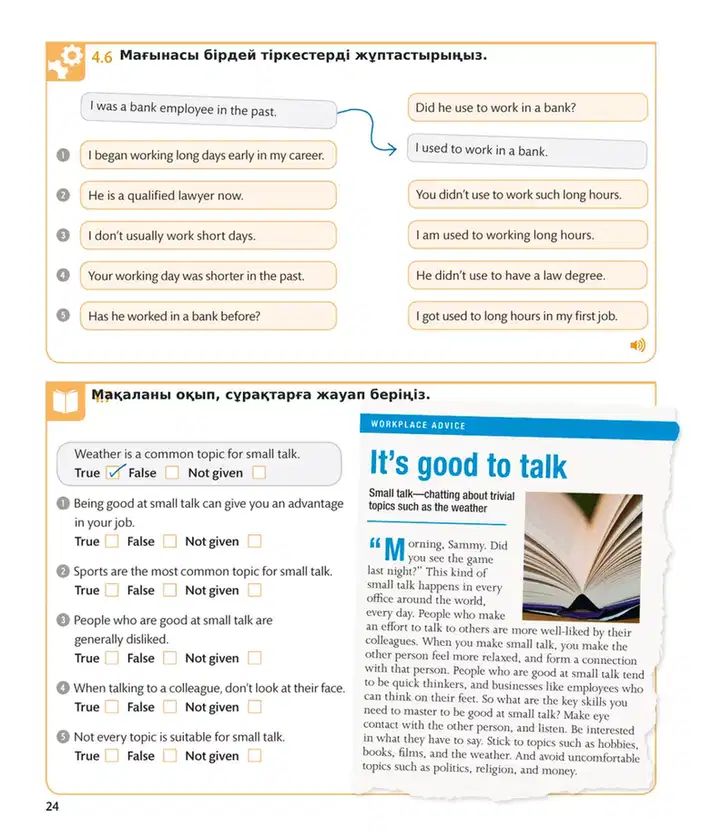 4.6 Мағынасы бірдей тіркестерді жұптастырыңыз.
I was a bank employee in the past.
Did he use to work in a bank?
I used to work in a bank.
1 I began working long days early in my career.
2 He is a qualified lawyer now.
You didn't use to work such long hours.
3 I don't usually work short days.
I am used to working long hours.
4 Your working day was shorter in the past.
He didn't use to have a law degree.
5 Has he worked in a bank before?
I got used to long hours in my first job.
Мақаланы оқып, сұрақтарға жауап беріңіз.
Weather is a common topic for small talk.
True False Not given
1 Being good at small talk can give you an advantage
in your job.
True False Not given
2 Sports are the most common topic for small talk.
True False Not given
3 People who are good at small talk are
generally disliked.
True False Not given
4 When talking to a colleague, don't look at their face.
True False Not given
5 Not every topic is suitable for small talk.
True False Not given
WORKPLACE ADVICE
It's good to talk
Small talk—chatting about trivial
topics such as the weather
"Morning, Sammy. Did
you see the game
last night?" This kind of
small talk happens in every
office around the world,
every day. People who make
an effort to talk to others are more well-liked by their
colleagues. When you make small talk, you make the
other person feel more relaxed, and form a connection
with that person. People who are good at small talk tend
to be quick thinkers, and businesses like employees who
can think on their feet. So what are the key skills you
need to master to be good at small talk? Make eye
contact with the other person, and listen. Be interested
in what they have to say. Stick to topics such as hobbies,
books, films, and the weather. And avoid uncomfortable
topics such as politics, religion, and money.
24